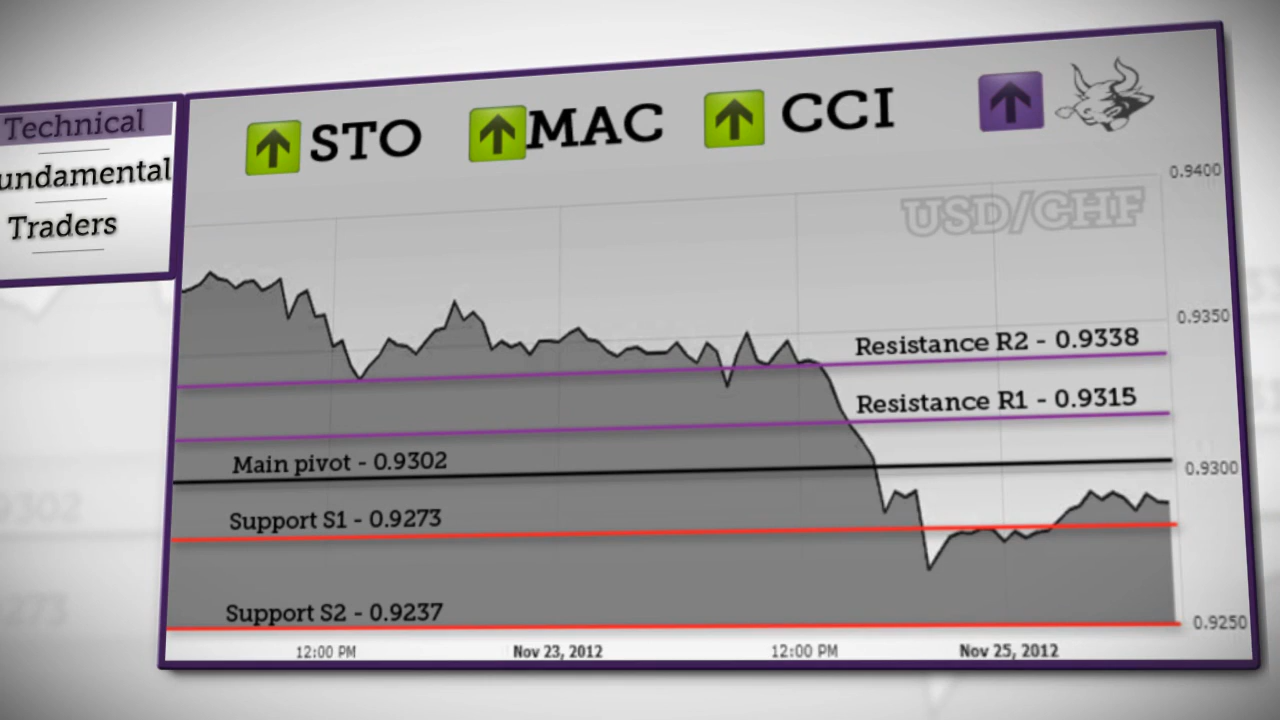 Technical
undamental
Traders
STO
MAC
CCI
0.9400
USD/CHF
0.9350
Resistance R2 - 0.9338
Resistance R1 - 0.9315
Main pivot - 0.9302
0.9300
Support S1 - 0.9273
Support S2 - 0.9237
0.9250
12:00 PM
Nov 23, 2012
12:00 PM
Nov 25, 2012
9302
9273